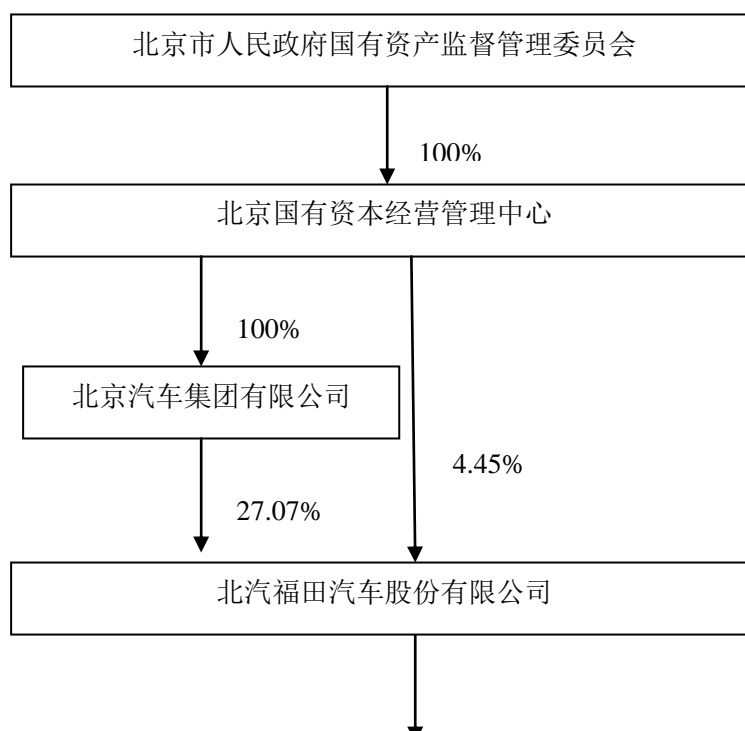 北京市人民政府国有资产监督管理委员会
100%
北京国有资本经营管理中心
100%
北京汽车集团有限公司
4.45%
27.07%
北汽福田汽车股份有限公司